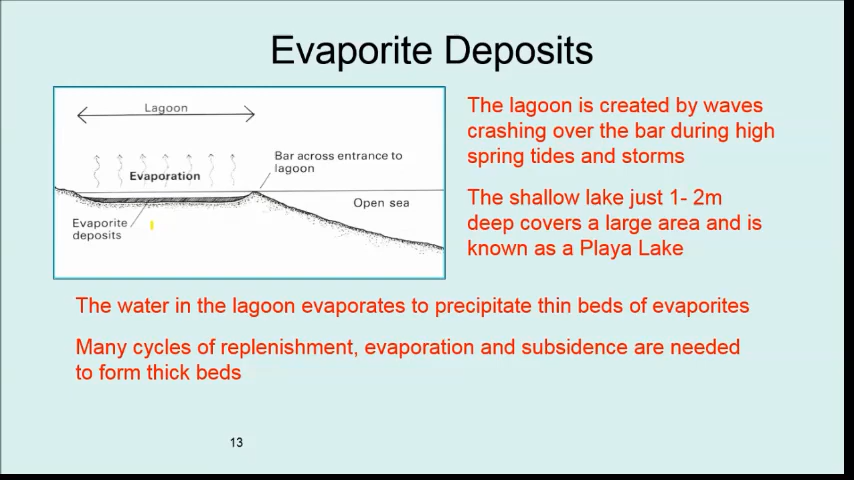 Evaporite Deposits
Lagoon
Evaporation
Bar across entrance to
lagoon
Open sea
Evaporite
deposits
The lagoon is created by waves
crashing over the bar during high
spring tides and storms
The shallow lake just 1- 2m
deep covers a large area and is
known as a Playa Lake
The water in the lagoon evaporates to precipitate thin beds of evaporites
Many cycles of replenishment, evaporation and subsidence are needed
to form thick beds
13